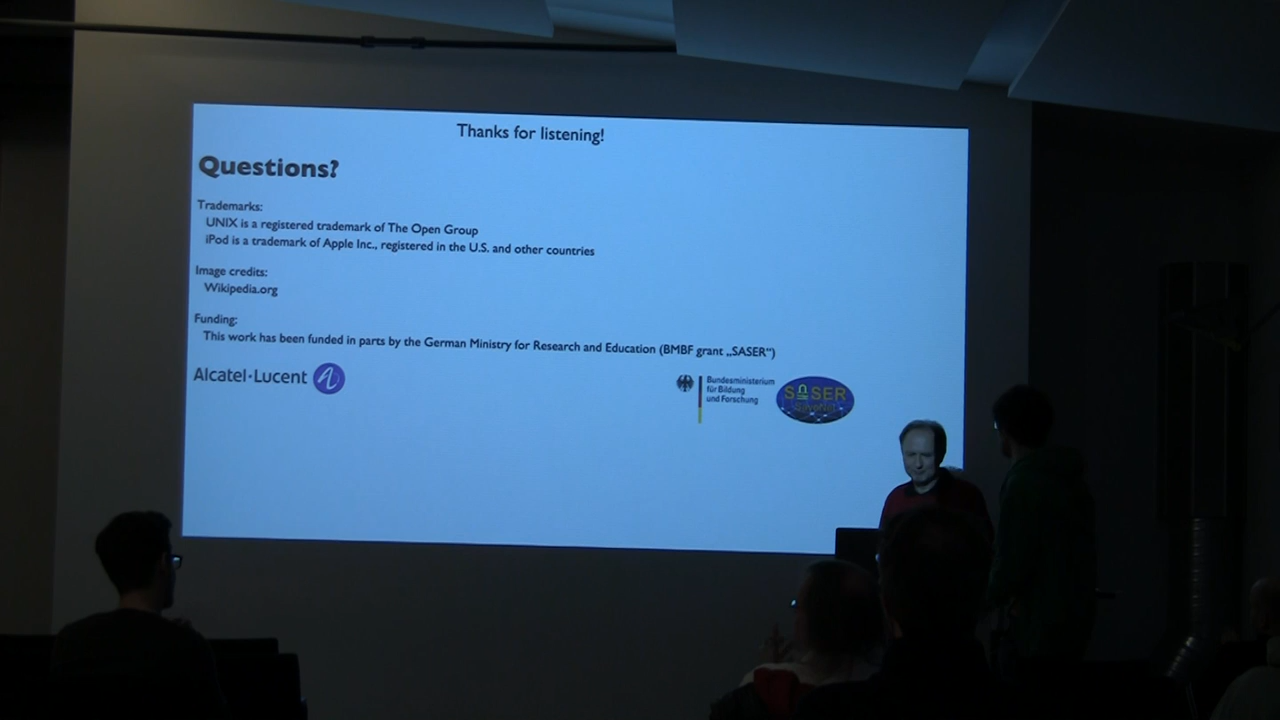 Thanks for listening!
Questions?
Trademarks:
UNIX is a registered trademark of The Open Group
iPod is a trademark of Apple Inc., registered in the U.S. and other countries
Image credits:
Wikipedia.org
Funding:
This work has been funded in parts by the German Ministry for Research and Education (BMBF grant „SASER“)
Alcatel·Lucent
Bundesministerium
für Bildung
und Forschung
SASER